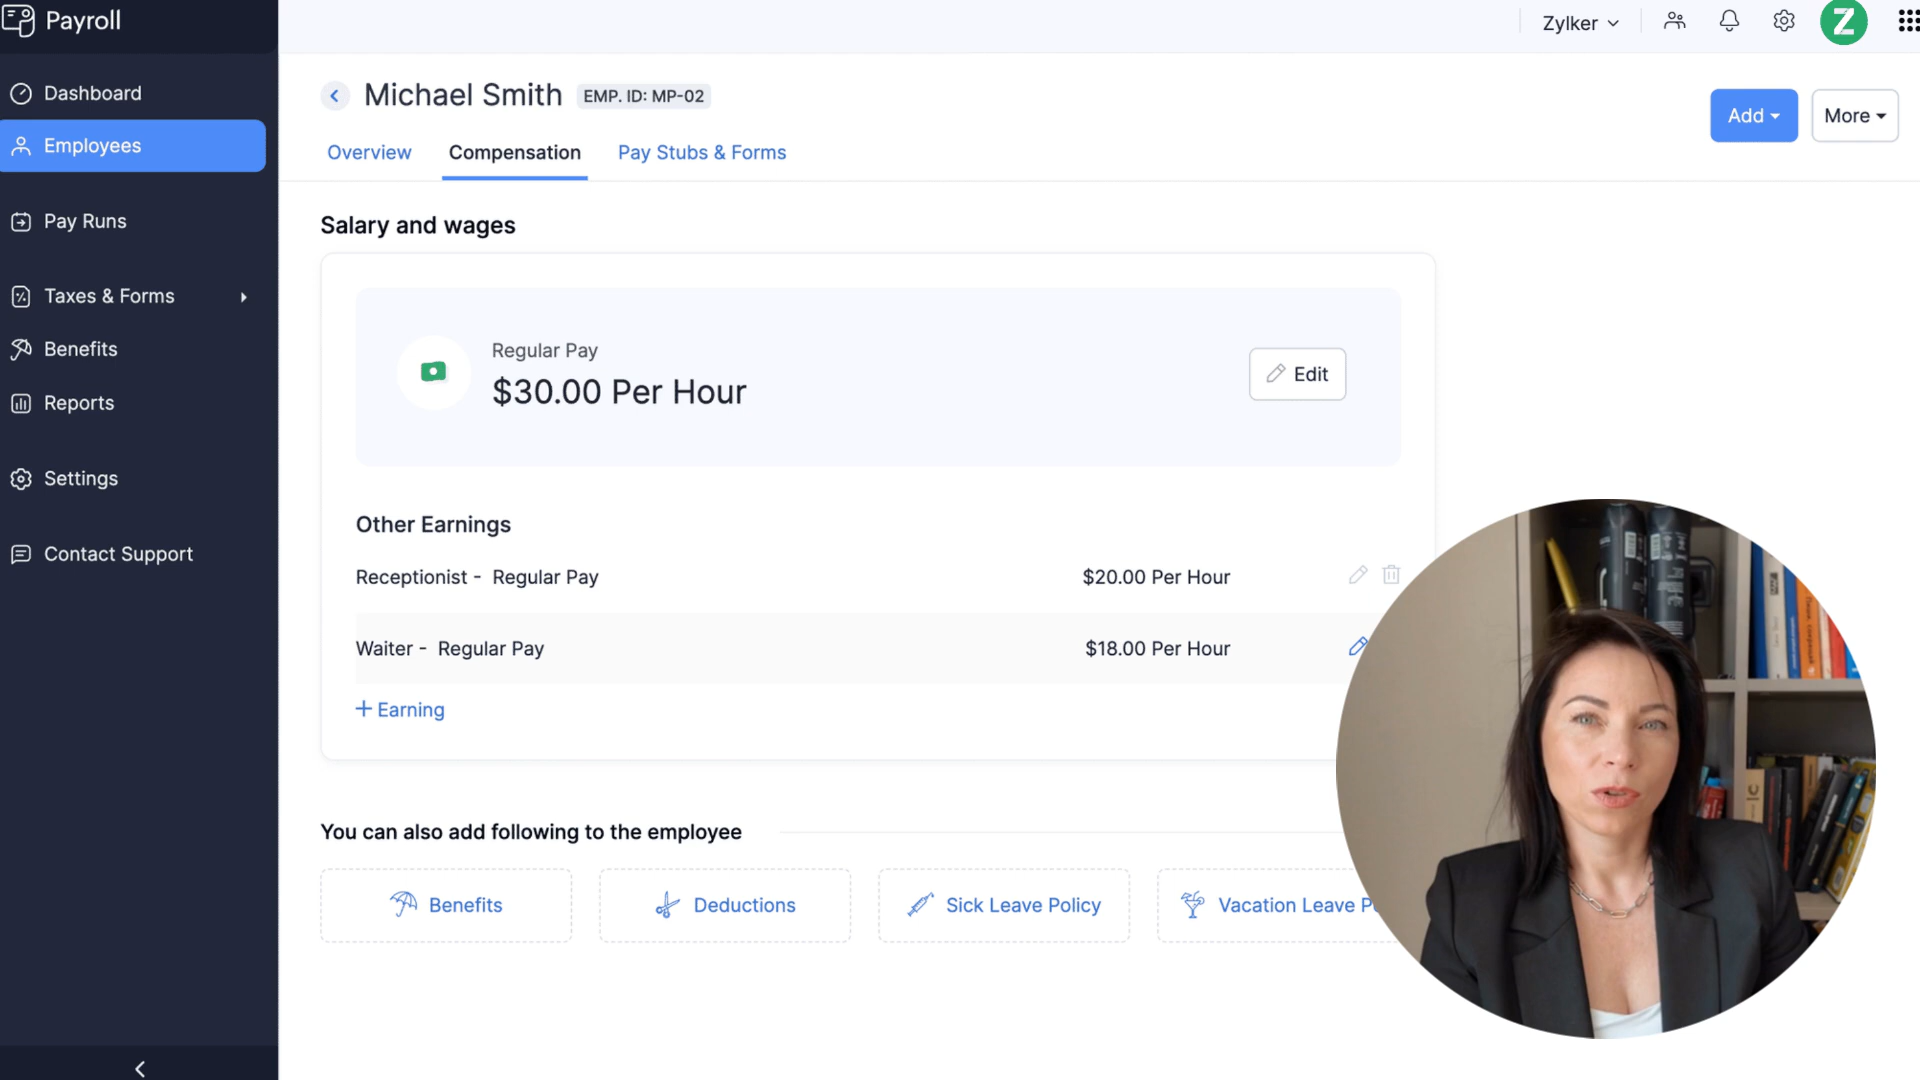 Payroll
Zylker
Z
Dashboard
Employees
Pay Runs
Taxes & Forms
Benefits
Reports
Settings
Contact Support
Michael Smith EMP. ID: MP-02
Add
More
Overview Compensation Pay Stubs & Forms
Salary and wages
Regular Pay
$30.00 Per Hour
Edit
Other Earnings
Receptionist - Regular Pay $20.00 Per Hour
Waiter - Regular Pay $18.00 Per Hour
+ Earning
You can also add following to the employee
Benefits
Deductions
Sick Leave Policy
Vacation Leave